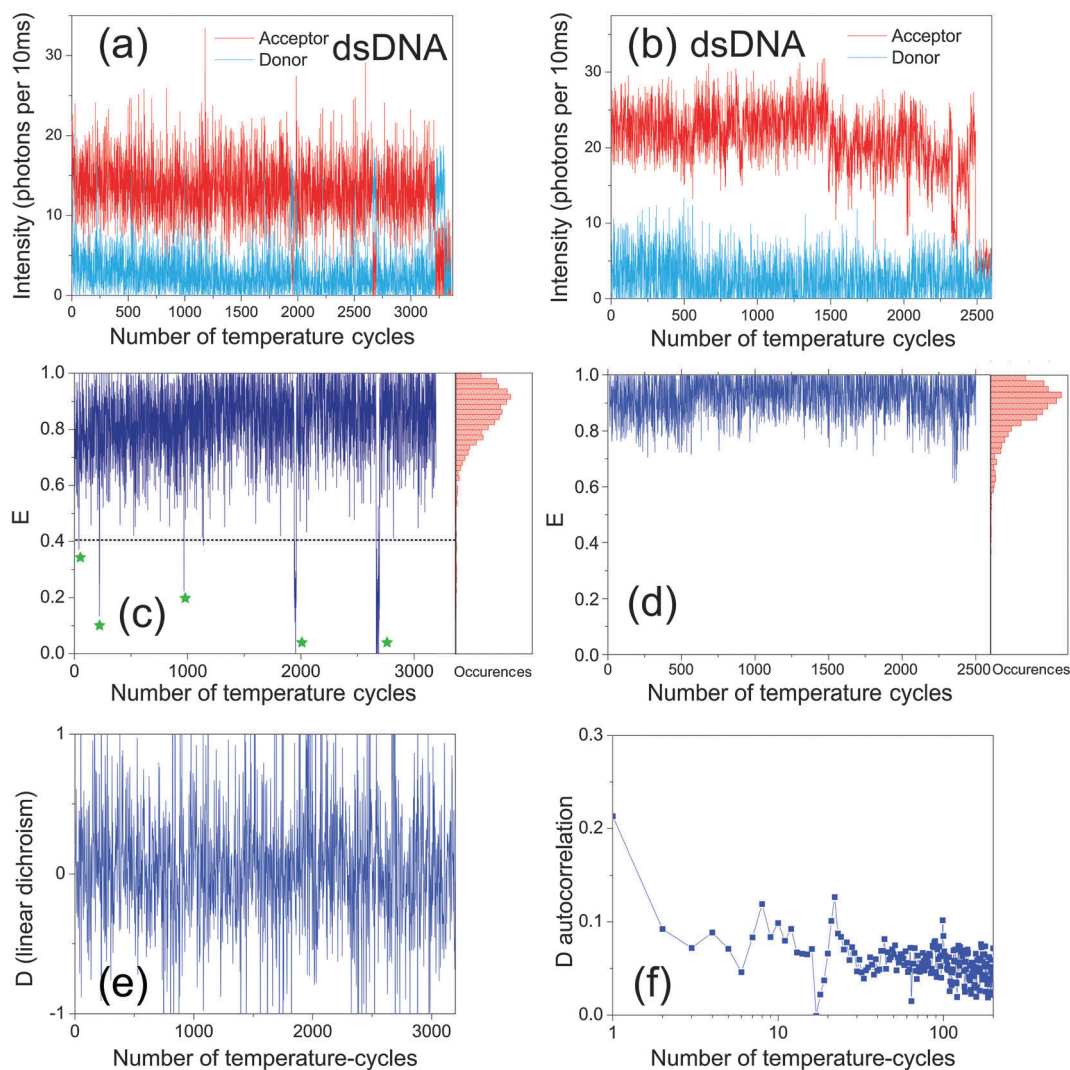 (a)
Acceptor
Donor
dsDNA
Intensity (photons per 10ms)
30
20
10
0
0 500 1000 1500 2000 2500 3000
Number of temperature cycles
(b)
dsDNA
Acceptor
Donor
Intensity (photons per 10ms)
30
20
10
0
0 500 1000 1500 2000 2500
Number of temperature cycles
1.0
0.8
0.6
0.4
0.2
0.0
E
(c)
0 1000 2000 3000
Occurences
Number of temperature cycles
1.0
0.8
0.6
0.4
0.2
0.0
E
(d)
0 500 1000 1500 2000 2500
Occurences
Number of temperature cycles
1
0
-1
D (linear dichroism)
(e)
0 1000 2000 3000
Number of temperature-cycles
0.3
0.2
0.1
0.0
D autocorrelation
(f)
1 10 100
Number of temperature-cycles